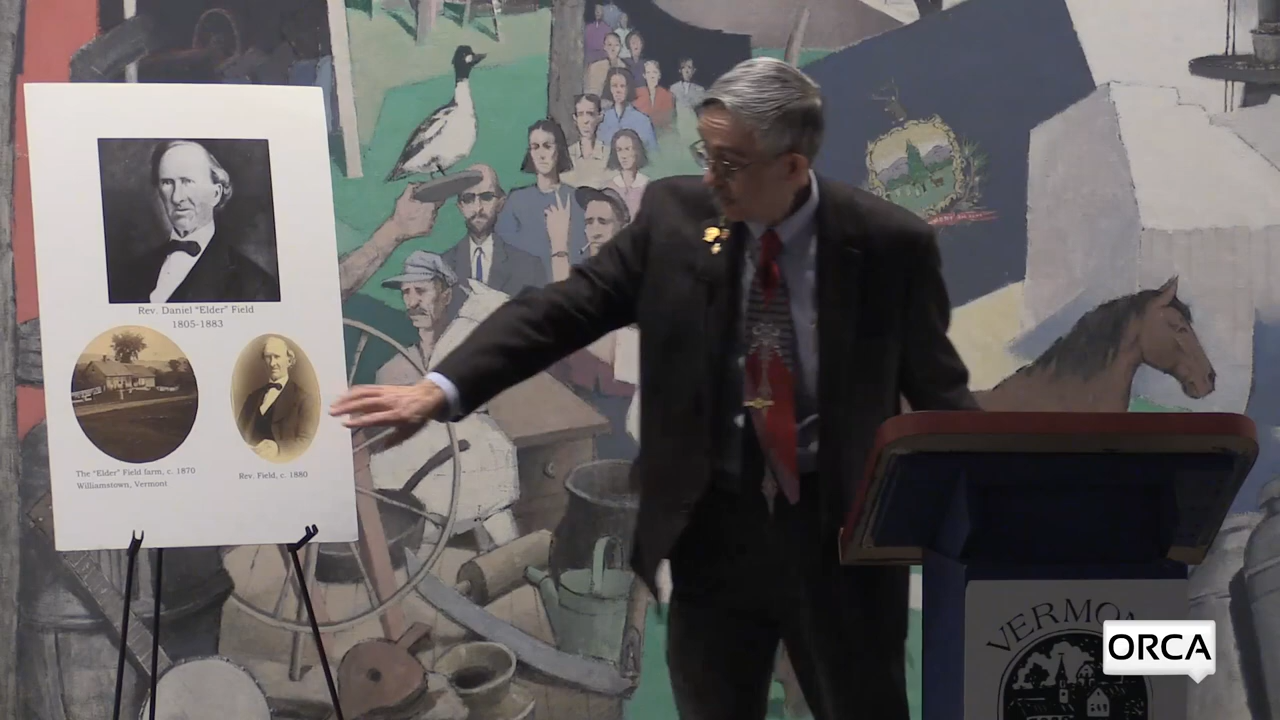 Rev. Daniel "Elder" Field
1805-1883
The "Elder" Field farm, c. 1870
Williamstown, Vermont
Rev. Field, c. 1880
VERMO
ORCA